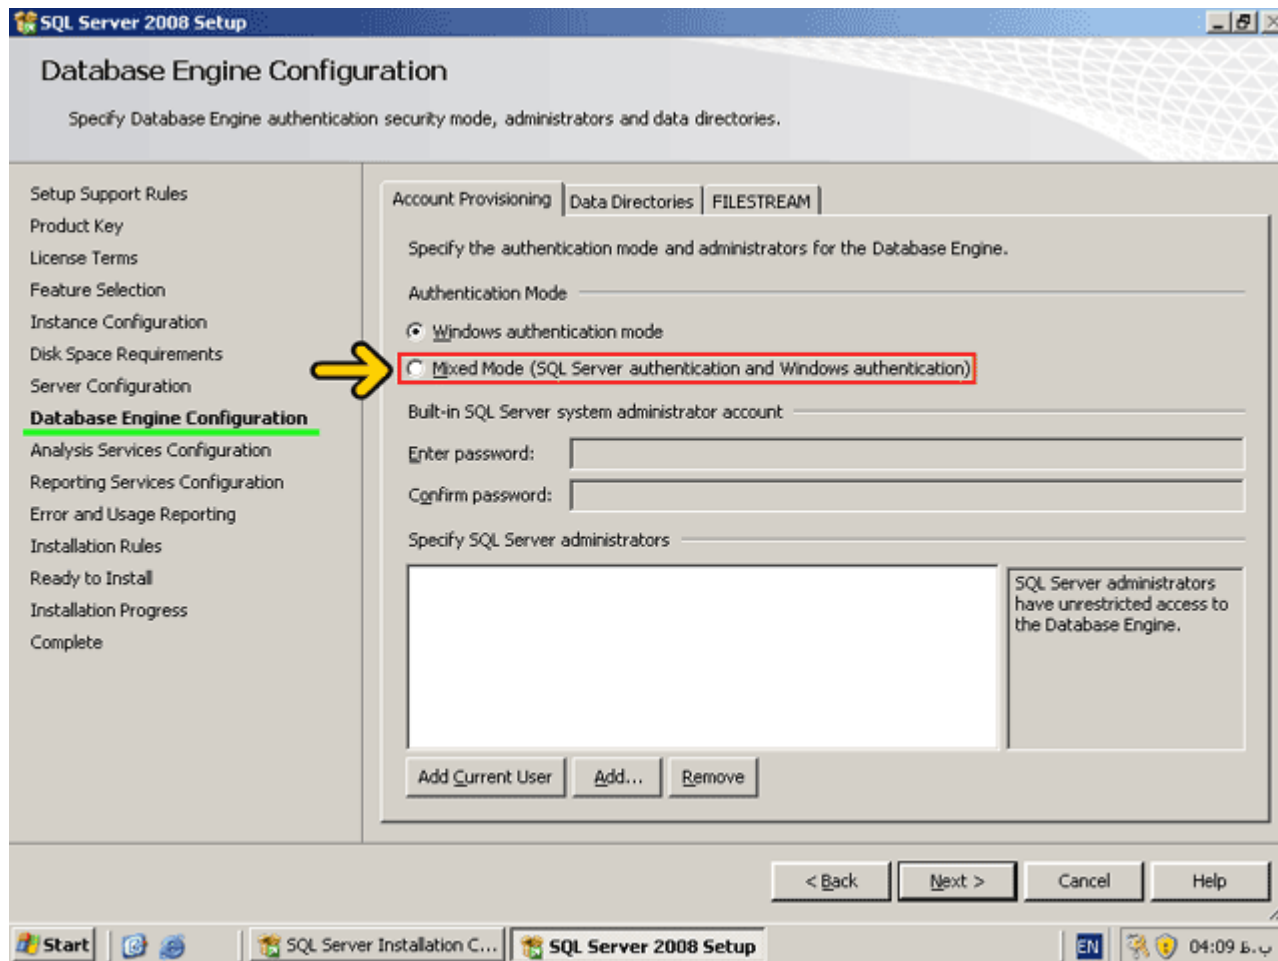 SQL Server 2008 Setup
Database Engine Configuration
Specify Database Engine authentication security mode, administrators and data directories.
Setup Support Rules
Product Key
License Terms
Feature Selection
Instance Configuration
Disk Space Requirements
Server Configuration
Database Engine Configuration
Analysis Services Configuration
Reporting Services Configuration
Error and Usage Reporting
Installation Rules
Ready to Install
Installation Progress
Complete
Account Provisioning Data Directories FILESTREAM
Specify the authentication mode and administrators for the Database Engine.
Authentication Mode
Windows authentication mode
Mixed Mode (SQL Server authentication and Windows authentication)
Built-in SQL Server system administrator account
Enter password:
Confirm password:
Specify SQL Server administrators
SQL Server administrators
have unrestricted access to
the Database Engine.
Add Current User Add... Remove
< Back Next > Cancel Help
Start SQL Server Installation C... SQL Server 2008 Setup EN 04:09 ب.ظ